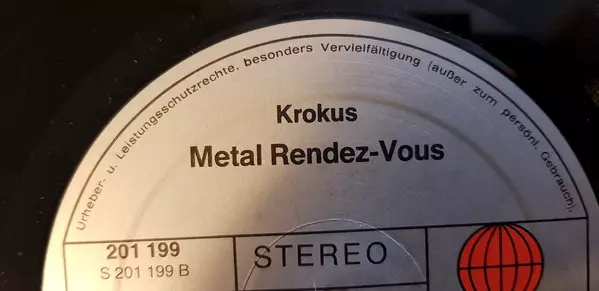 Urheber- u. Leistungsschutzrechte, besonders Vervielfältigung (außer zum persönl. Gebrauch),
Krokus
Metal Rendez-Vous
201 199
S 201 199 B
STEREO